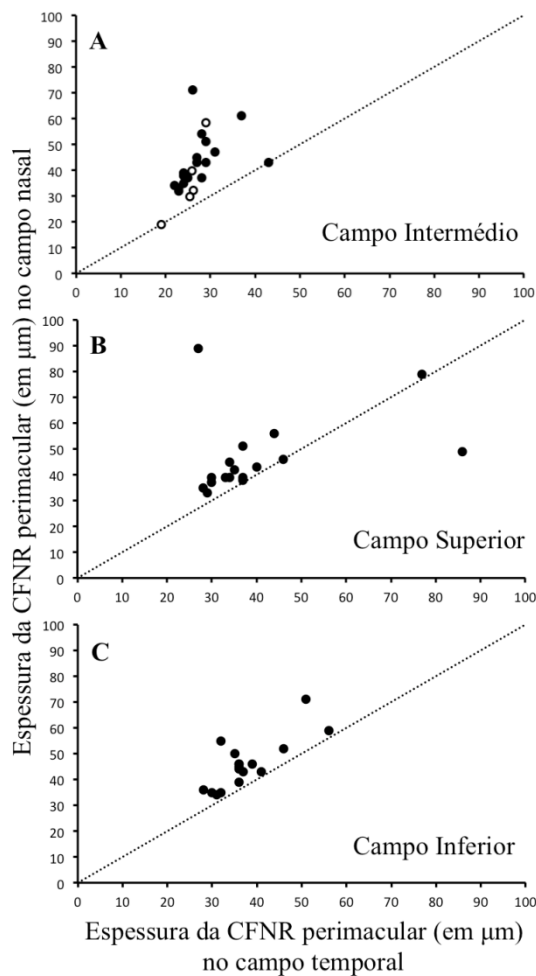 Espessura da CFNR perimacular (em μm) no campo nasal
A
100
90
80
70
60
50
40
30
20
10
0
Campo Intermédio
0 10 20 30 40 50 60 70 80 90 100
B
100
90
80
70
60
50
40
30
20
10
0
Campo Superior
0 10 20 30 40 50 60 70 80 90 100
C
100
90
80
70
60
50
40
30
20
10
0
Campo Inferior
0 10 20 30 40 50 60 70 80 90 100
Espessura da CFNR perimacular (em μm)
no campo temporal